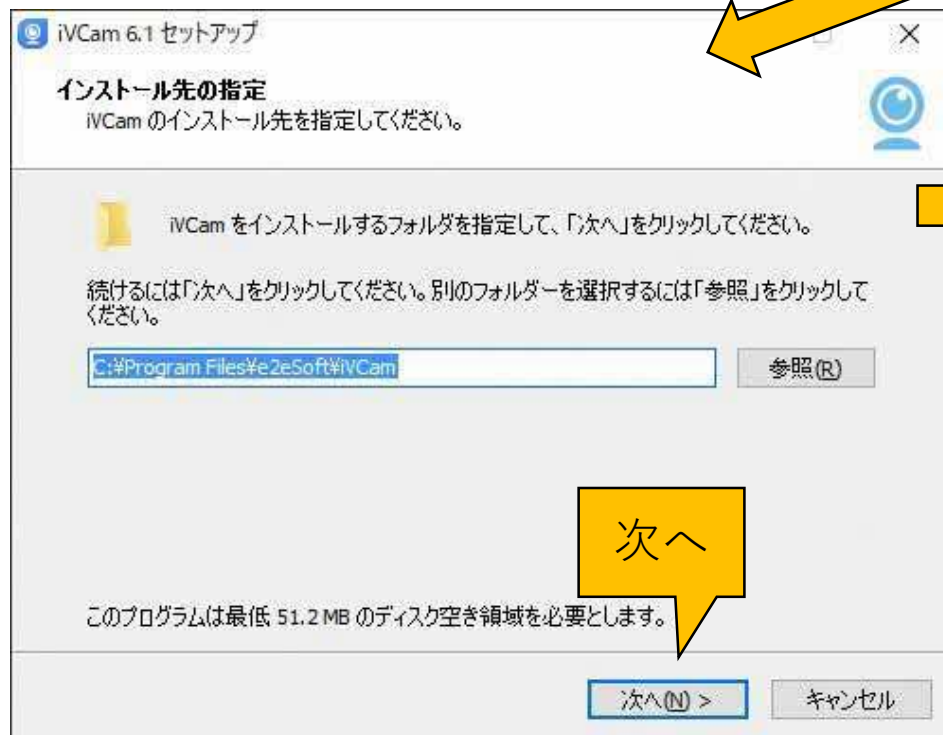 iVCam 6.1 セットアップ
インストール先の指定
iVCam のインストール先を指定してください。
iVCam をインストールするフォルダを指定して、「次へ」をクリックしてください。
続けるには「次へ」をクリックしてください。別のフォルダーを選択するには「参照」をクリックして
ください。
C:¥Program Files¥e2eSoft¥iVCam
参照(R)
次へ
このプログラムは最低 51.2 MB のディスク空き領域を必要とします。
次へ(N) >
キャンセル